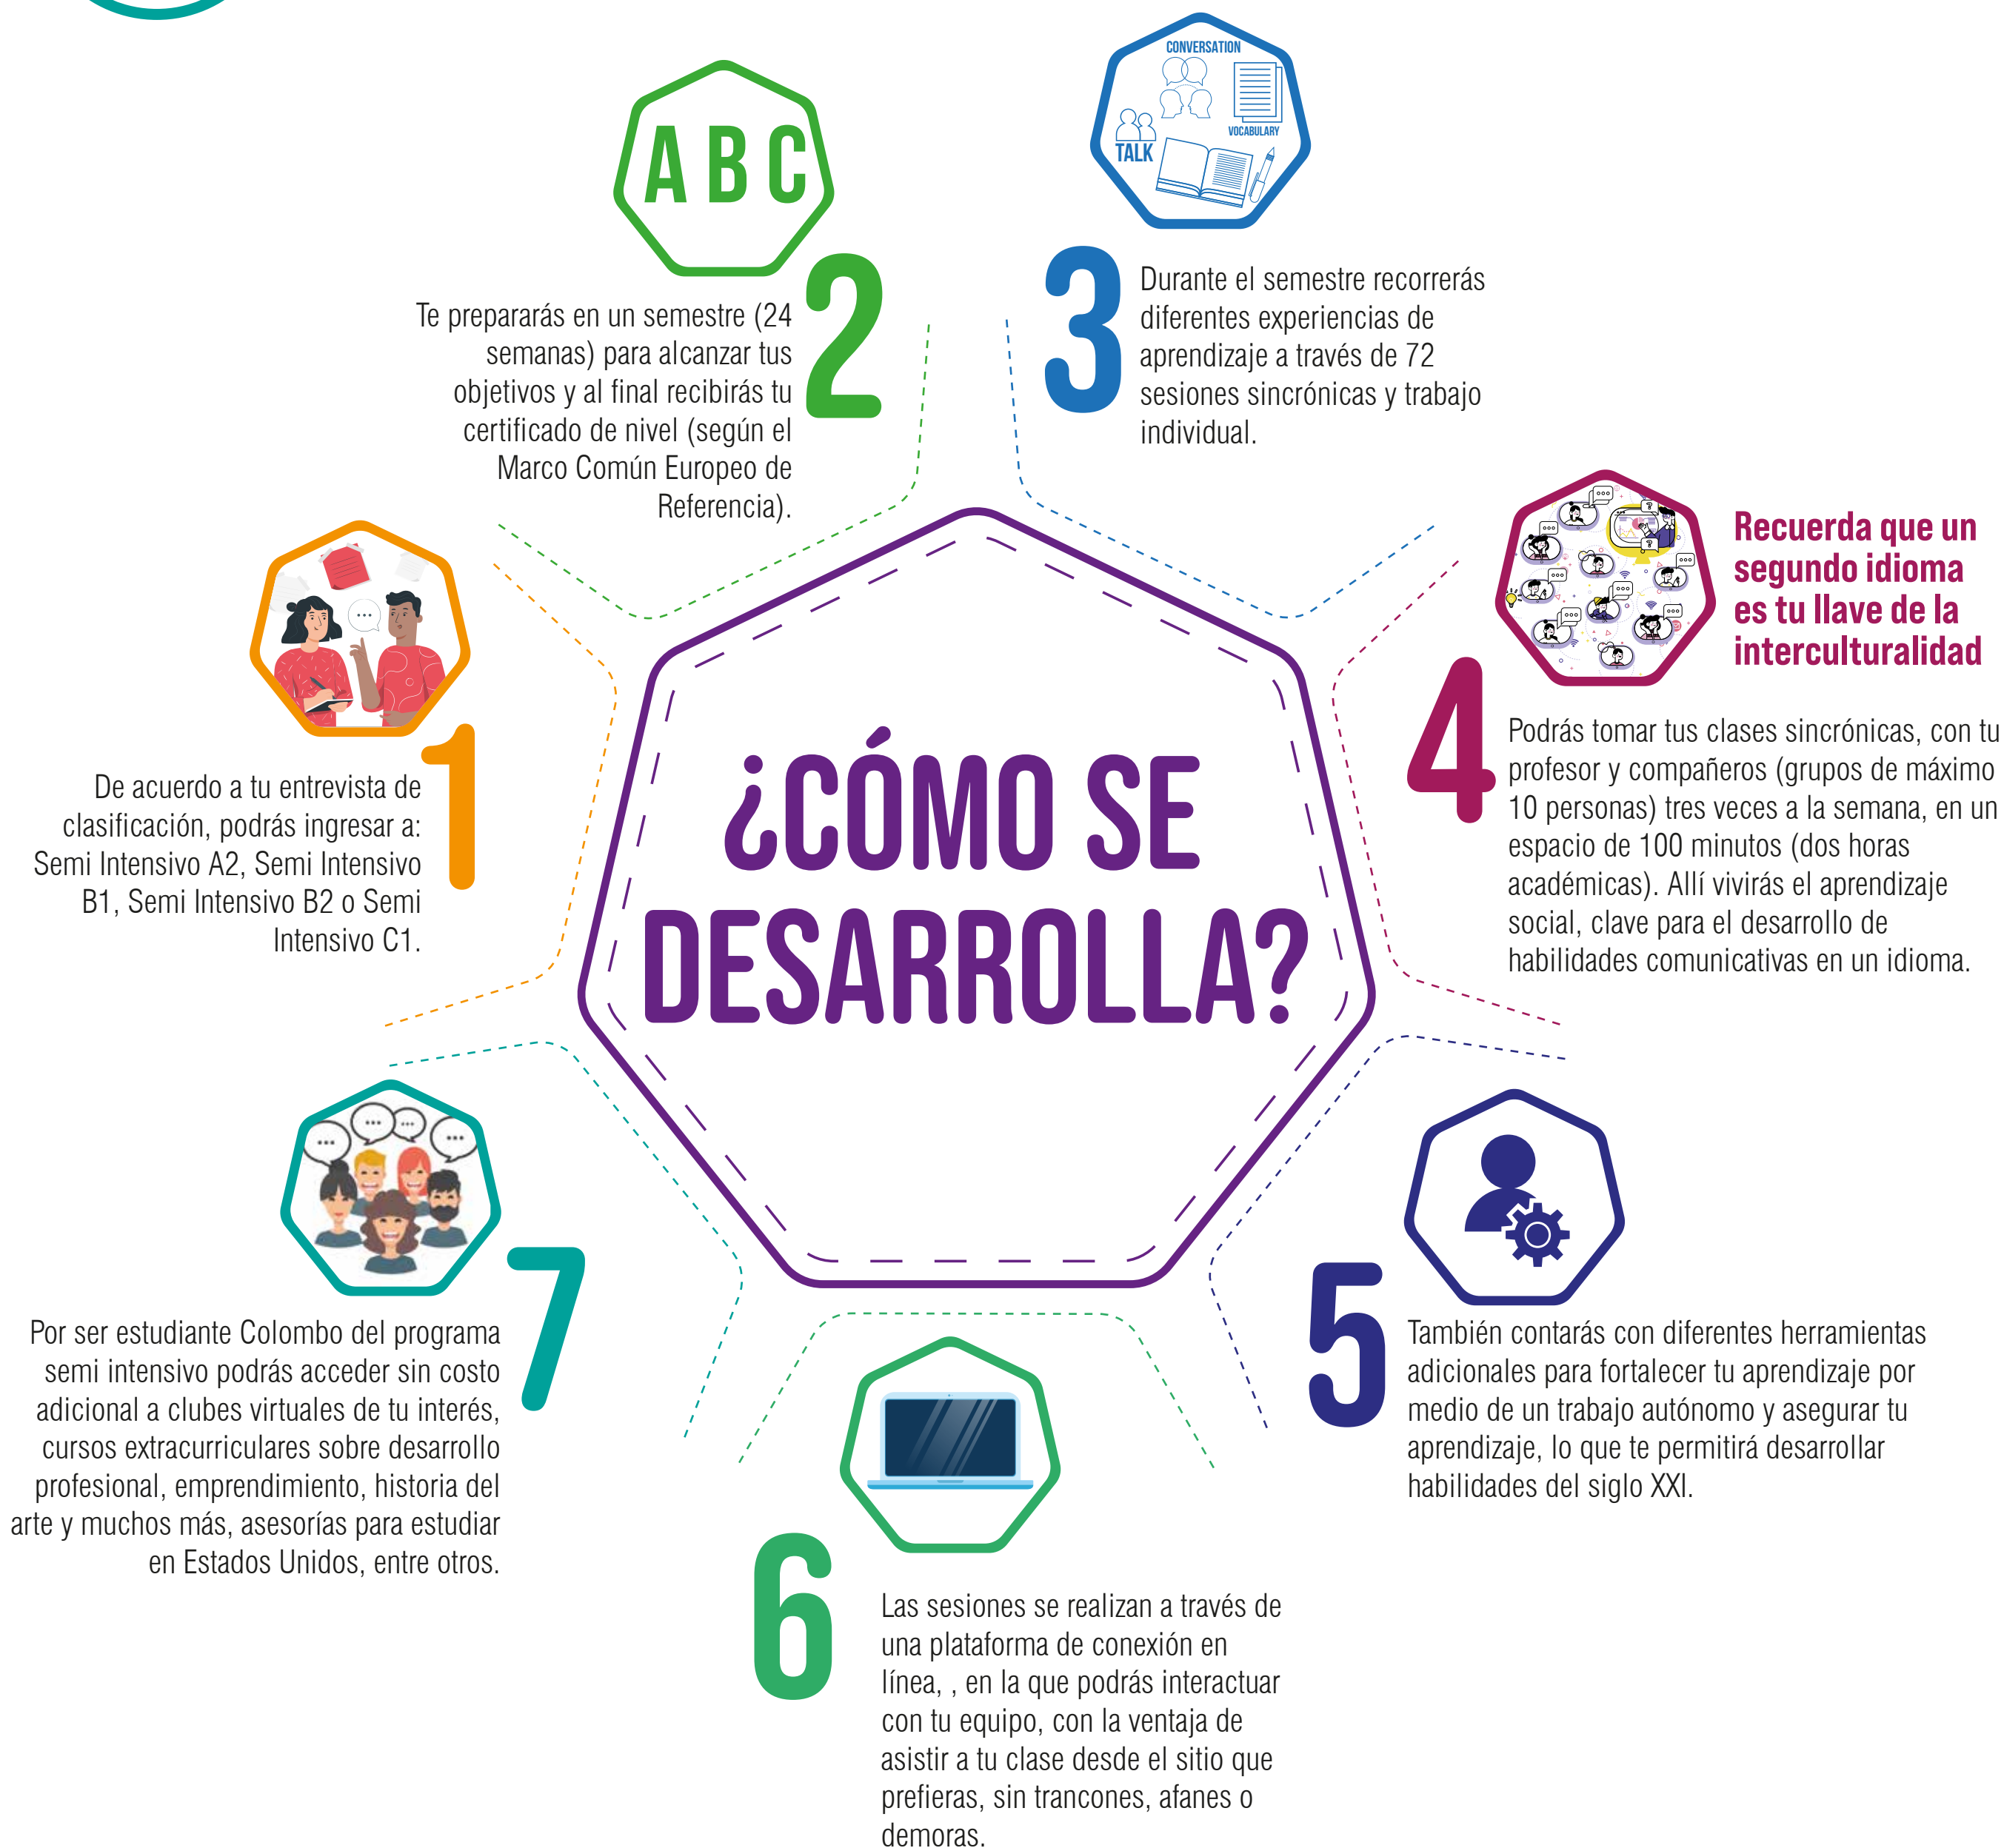 ¿CÓMO SE
DESARROLLA?
1
De acuerdo a tu entrevista de
clasificación, podrás ingresar a:
Semi Intensivo A2, Semi Intensivo
B1, Semi Intensivo B2 o Semi
Intensivo C1.
A B C
2
Te prepararás en un semestre (24
semanas) para alcanzar tus
objetivos y al final recibirás tu
certificado de nivel (según el
Marco Común Europeo de
Referencia).
CONVERSATION
VOCABULARY
TALK
3
Durante el semestre recorrerás
diferentes experiencias de
aprendizaje a través de 72
sesiones sincrónicas y trabajo
individual.
Recuerda que un
segundo idioma
es tu llave de la
interculturalidad
4
Podrás tomar tus clases sincrónicas, con tu
profesor y compañeros (grupos de máximo
10 personas) tres veces a la semana, en un
espacio de 100 minutos (dos horas
académicas). Allí vivirás el aprendizaje
social, clave para el desarrollo de
habilidades comunicativas en un idioma.
5
También contarás con diferentes herramientas
adicionales para fortalecer tu aprendizaje por
medio de un trabajo autónomo y asegurar tu
aprendizaje, lo que te permitirá desarrollar
habilidades del siglo XXI.
6
Las sesiones se realizan a través de
una plataforma de conexión en
línea, , en la que podrás interactuar
con tu equipo, con la ventaja de
asistir a tu clase desde el sitio que
prefieras, sin trancones, afanes o
demoras.
7
Por ser estudiante Colombo del programa
semi intensivo podrás acceder sin costo
adicional a clubes virtuales de tu interés,
cursos extracurriculares sobre desarrollo
profesional, emprendimiento, historia del
arte y muchos más, asesorías para estudiar
en Estados Unidos, entre otros.